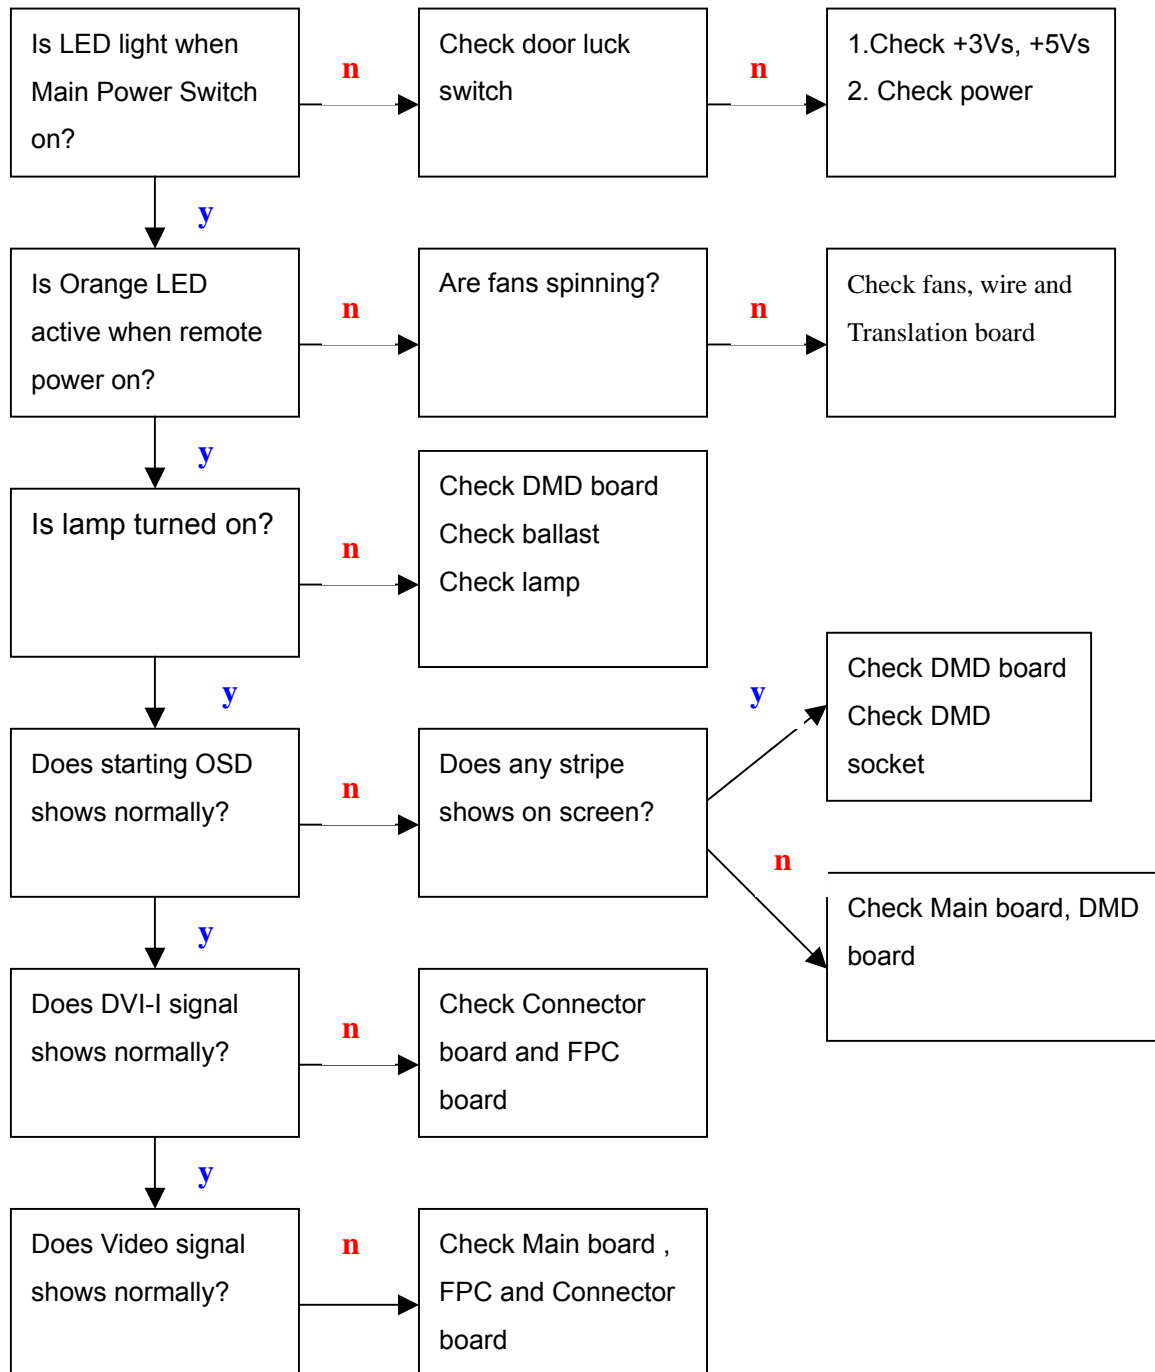 Is LED light when
Main Power Switch
on?
n
Check door luck
switch
n
1.Check +3Vs, +5Vs
2. Check power
y
Is Orange LED
active when remote
power on?
n
Are fans spinning?
n
Check fans, wire and
Translation board
y
Is lamp turned on?
n
Check DMD board
Check ballast
Check lamp
y
Does starting OSD
shows normally?
n
Does any stripe
shows on screen?
y
Check DMD board
Check DMD
socket
n
Check Main board, DMD
board
y
Does DVI-I signal
shows normally?
n
Check Connector
board and FPC
board
y
Does Video signal
shows normally?
n
Check Main board ,
FPC and Connector
board